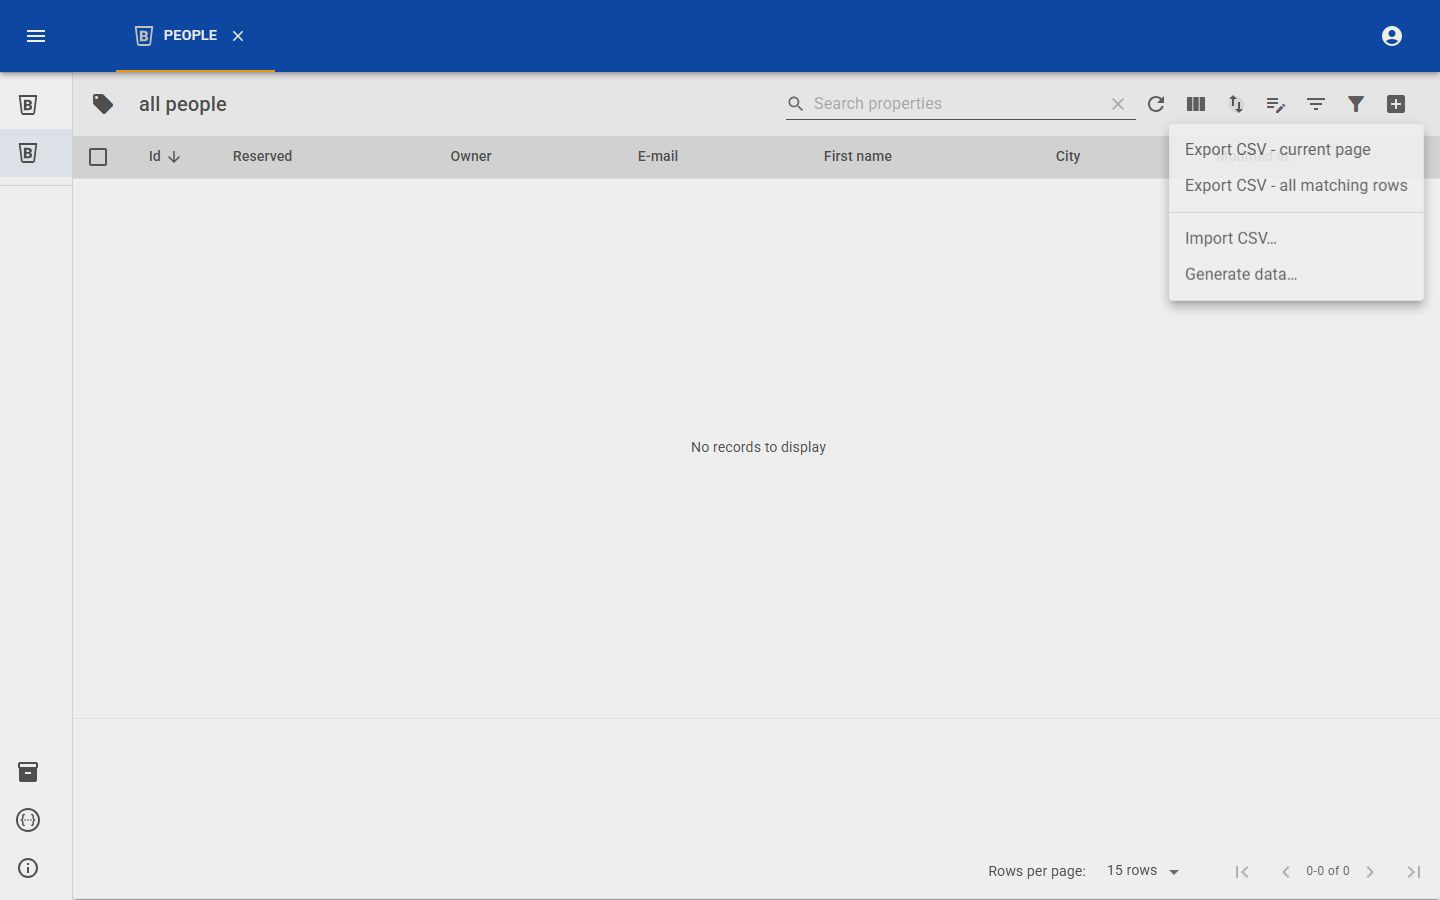 PEOPLE
all people
Search properties
Id
Reserved
Owner
E-mail
First name
City
Modified at
Export CSV - current page
Export CSV - all matching rows
Import CSV...
Generate data...
No records to display
Rows per page:
15 rows
0-0 of 0